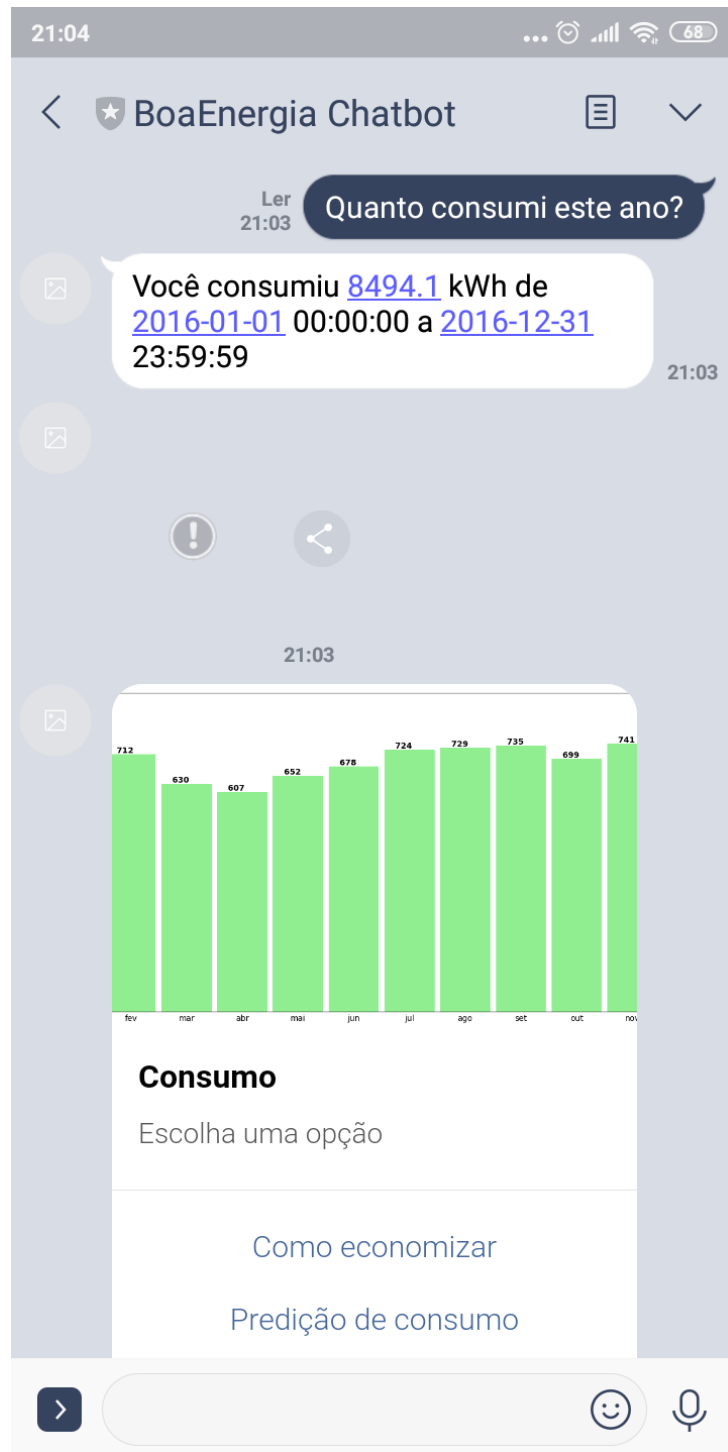 21:04
68
BoaEnergia Chatbot
Ler
21:03
Quanto consumi este ano?
Você consumiu 8494.1 kWh de
2016-01-01 00:00:00 a 2016-12-31
23:59:59
21:03
21:03
712 630 607 652 678 724 729 735 699 741
fev mar abr mai jun jul ago set out nov
Consumo
Escolha uma opção
Como economizar
Predição de consumo